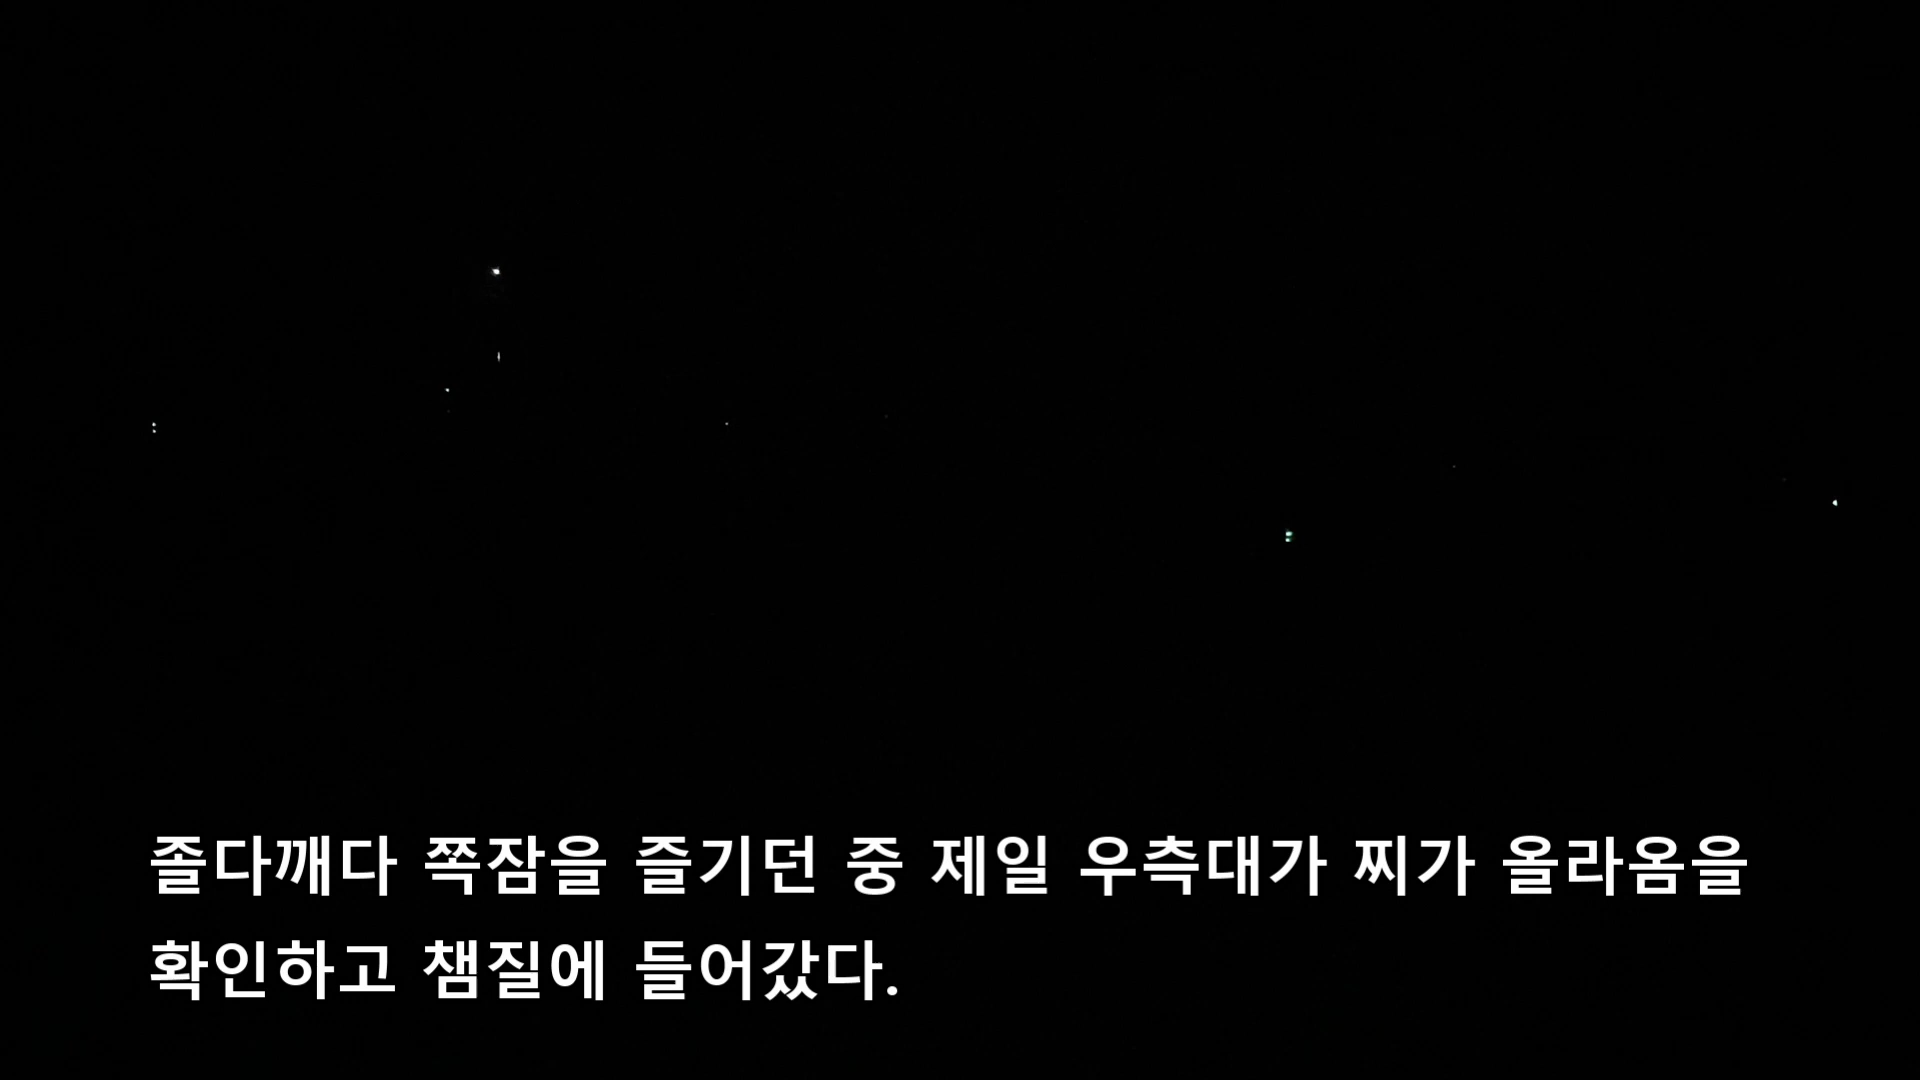 졸다깨다 쪽잠을 즐기던 중 제일 우측대가 찌가 올라옴을
확인하고 챔질에 들어갔다.